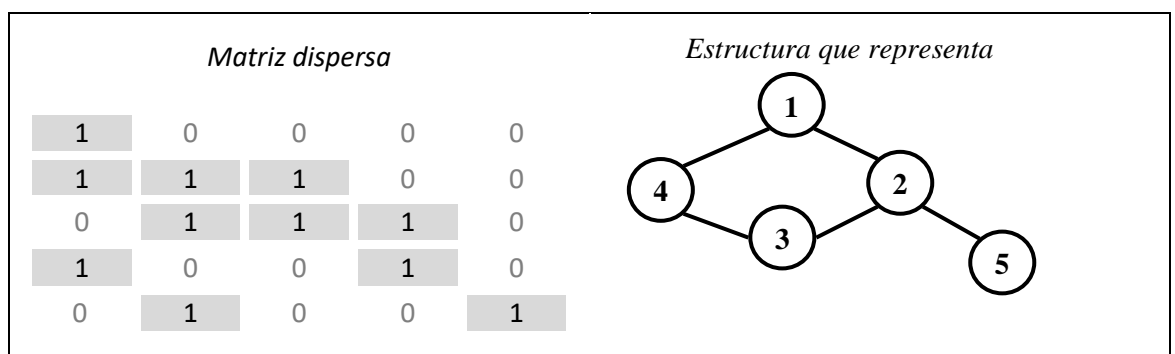 Matriz dispersa
1 0 0 0 0
1 1 1 0 0
0 1 1 1 0
1 0 0 1 0
0 1 0 0 1
Estructura que representa
1
4
2
3
5